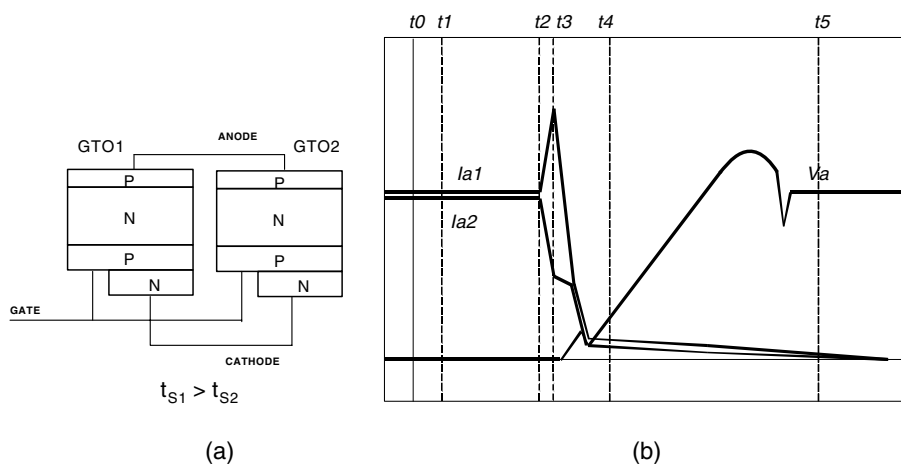 t0 t1 t2 t3 t4 t5
ANODE
GTO1 GTO2
P P
N N
P P
N N
GATE
CATHODE
tS1 > tS2
(a)
Ia1
Ia2
Va
(b)